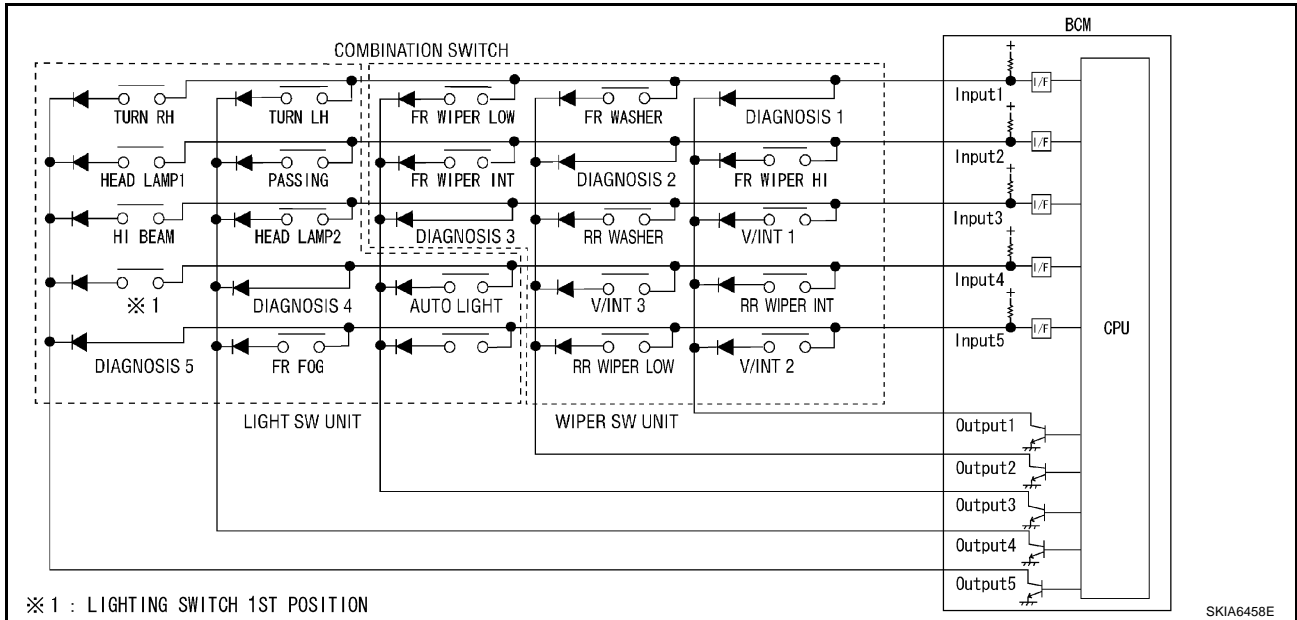 BCM
COMBINATION SWITCH
+
I/F
Input1
TURN RH
TURN LH
FR WIPER LOW
FR WASHER
DIAGNOSIS 1
+
I/F
Input2
HEAD LAMP1
PASSING
FR WIPER INT
DIAGNOSIS 2
FR WIPER HI
+
I/F
Input3
HI BEAM
HEAD LAMP2
DIAGNOSIS 3
RR WASHER
V/INT 1
+
I/F
Input4
※1
DIAGNOSIS 4
AUTO LIGHT
V/INT 3
RR WIPER INT
+
I/F
Input5
CPU
DIAGNOSIS 5
FR FOG
RR WIPER LOW
V/INT 2
LIGHT SW UNIT
WIPER SW UNIT
Output1
Output2
Output3
Output4
Output5
※1 : LIGHTING SWITCH 1ST POSITION
SKIA6458E